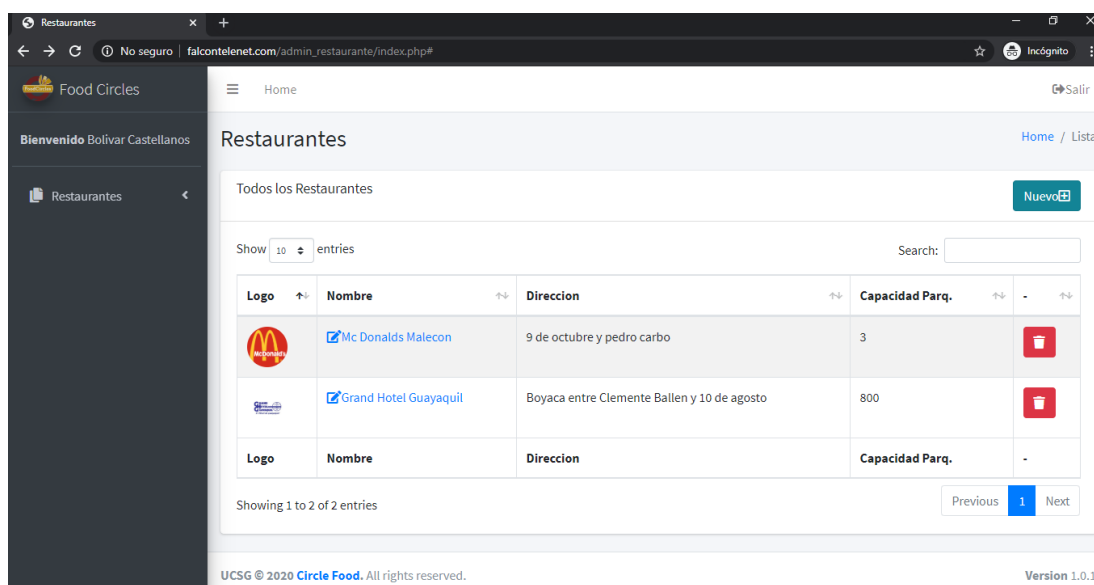 Restaurantes
No seguro | falcontelenet.com/admin_restaurante/index.php#
Incógnito
Food Circles
Home
Salir
Bienvenido Bolivar Castellanos
Restaurantes
Home / Lista
Restaurantes
Todos los Restaurantes
Nuevo
Show 10 entries
Search:
Logo Nombre Direccion Capacidad Parq. -
McDonald's
Mc Donalds Malecon 9 de octubre y pedro carbo 3
Grand Hotel Guayaquil Boyaca entre Clemente Ballen y 10 de agosto 800
Logo Nombre Direccion Capacidad Parq. -
Showing 1 to 2 of 2 entries
Previous 1 Next
UCSG © 2020 Circle Food. All rights reserved.
Version 1.0.1